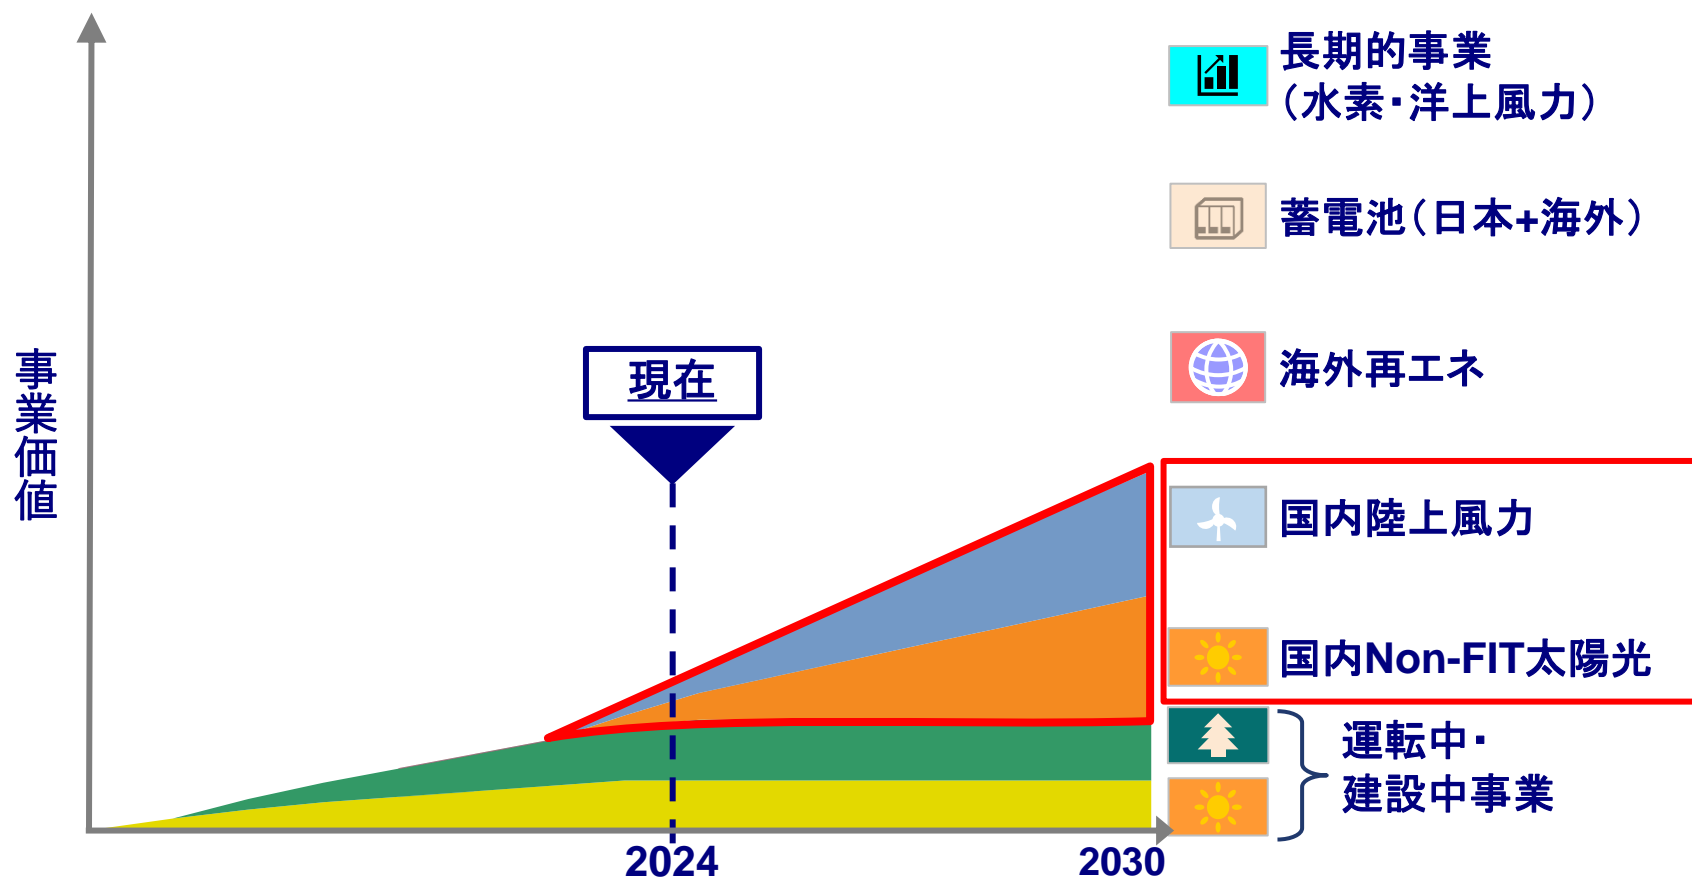 事業価値
現在
2024
2030
長期的事業
（水素・洋上風力）
蓄電池（日本+海外）
海外再エネ
国内陸上風力
国内Non-FIT太陽光
運転中・
建設中事業